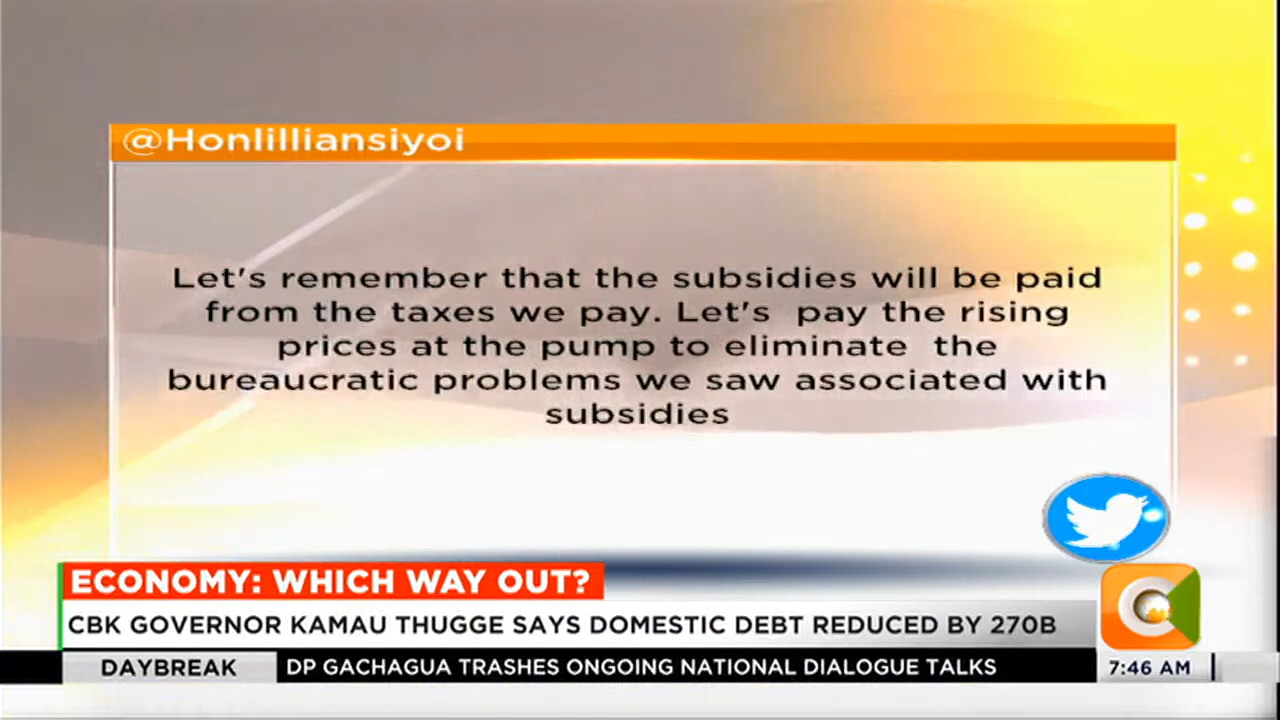 @Honlilliansiyoi
Let's remember that the subsidies will be paid
from the taxes we pay. Let's pay the rising
prices at the pump to eliminate the
bureaucratic problems we saw associated with
subsidies
ECONOMY: WHICH WAY OUT?
CBK GOVERNOR KAMAU THUGGE SAYS DOMESTIC DEBT REDUCED BY 270B
DAYBREAK DP GACHAGUA TRASHES ONGOING NATIONAL DIALOGUE TALKS 7:46 AM